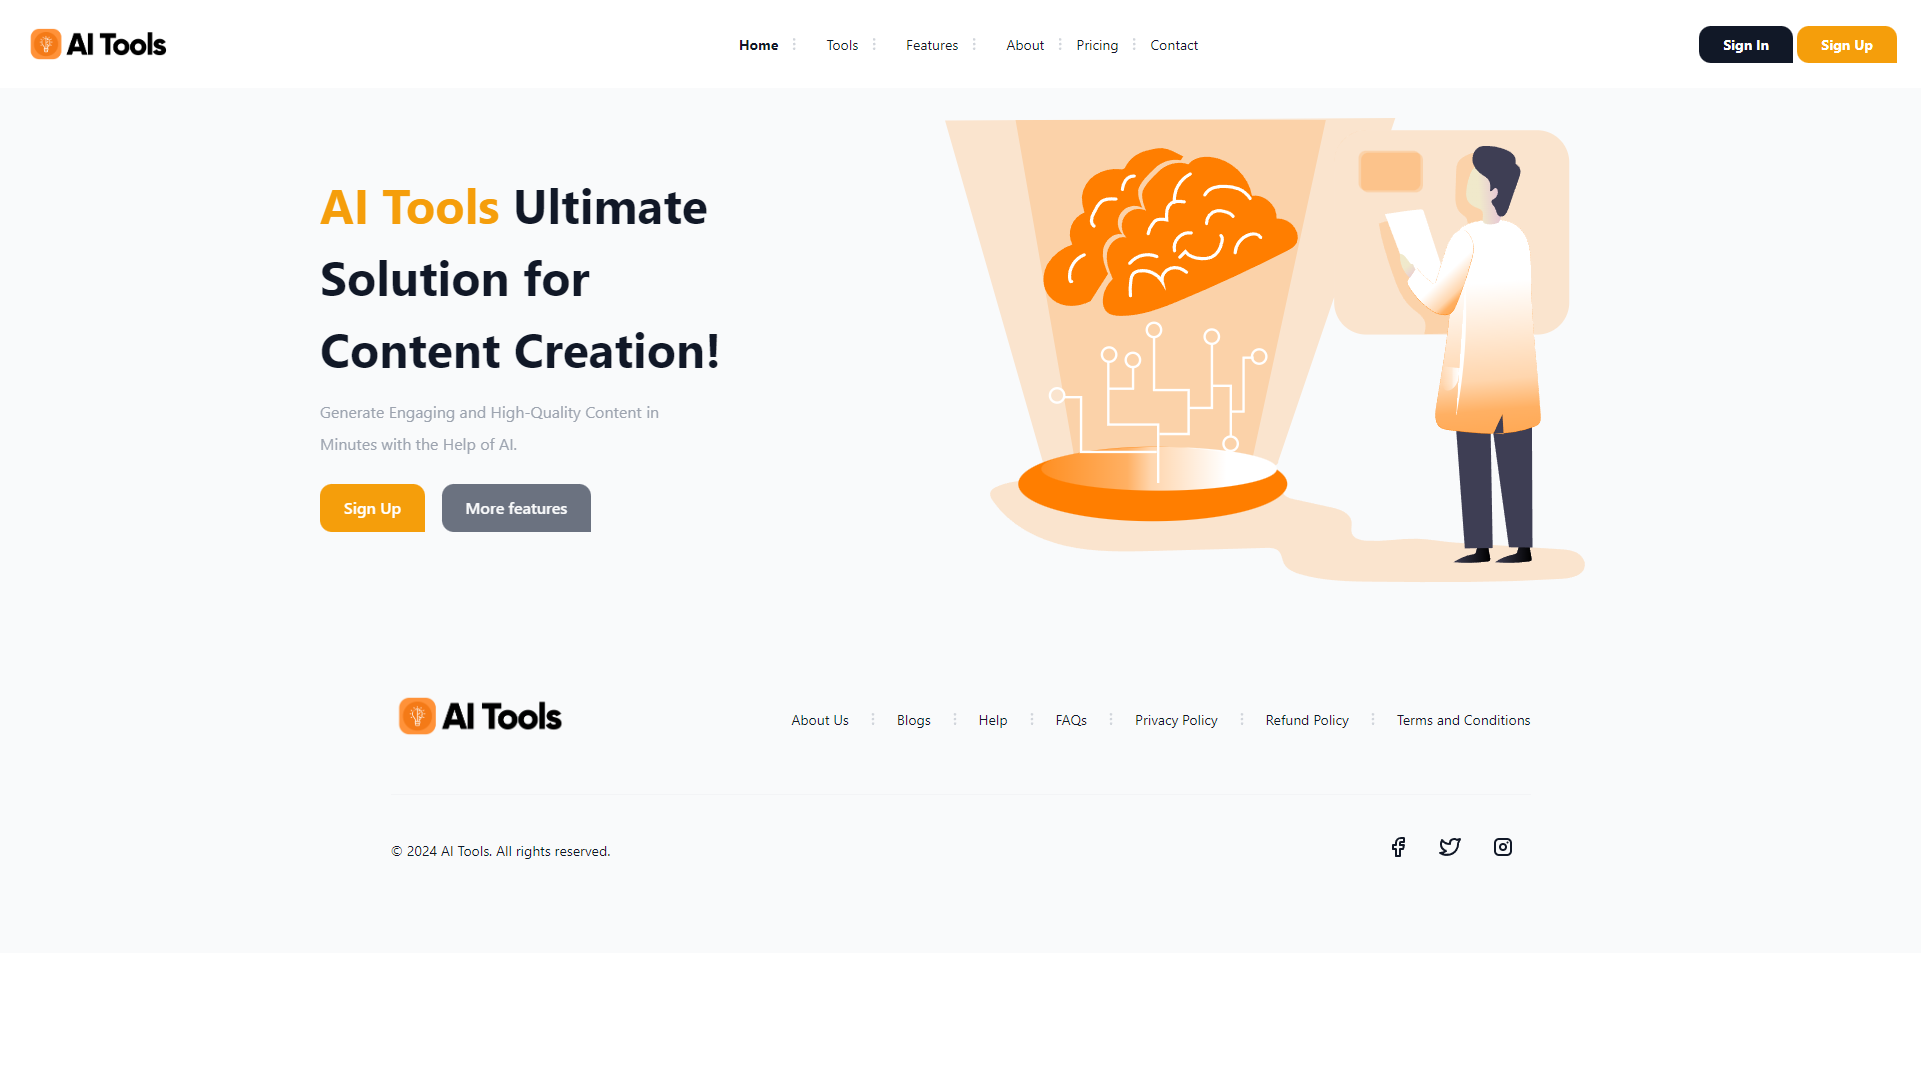 AI Tools
Home
Tools
Features
About
Pricing
Contact
Sign In
Sign Up
AI Tools Ultimate
Solution for
Content Creation!
Generate Engaging and High-Quality Content in
Minutes with the Help of AI.
Sign Up
More features
AI Tools
About Us
Blogs
Help
FAQs
Privacy Policy
Refund Policy
Terms and Conditions
© 2024 AI Tools. All rights reserved.